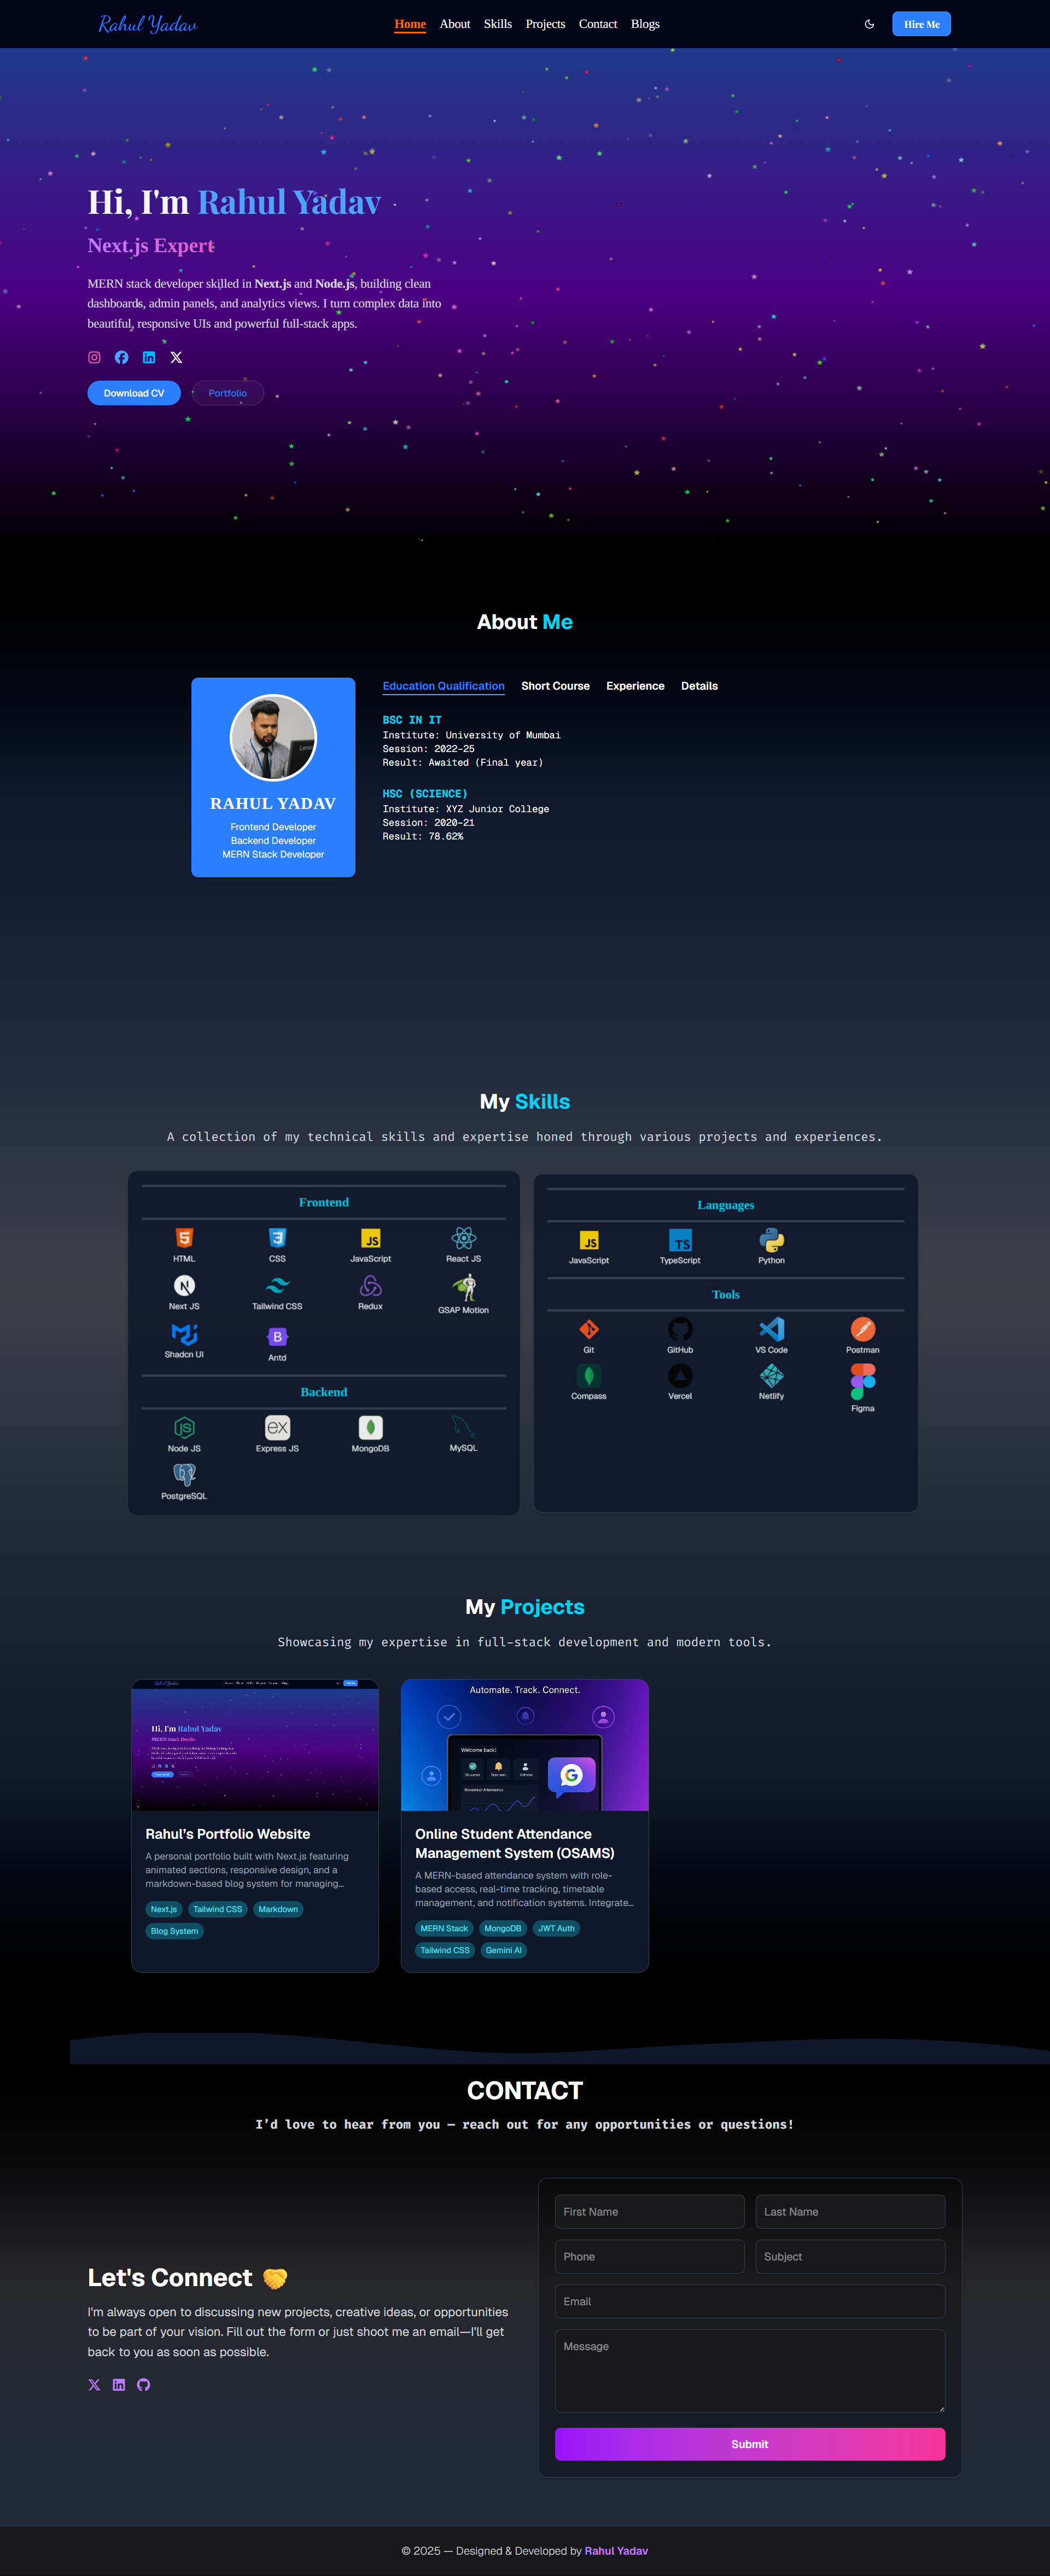 Rahul Yadav
Home About Skills Projects Contact Blogs
Hire Me
Hi, I'm Rahul Yadav
Next.js Expert
MERN stack developer skilled in Next.js and Node.js, building clean
dashboards, admin panels, and analytics views. I turn complex data into
beautiful, responsive UIs and powerful full-stack apps.
Download CV Portfolio
About Me
RAHUL YADAV
Frontend Developer
Backend Developer
MERN Stack Developer
Education Qualification Short Course Experience Details
BSC IN IT
Institute: University of Mumbai
Session: 2022-25
Result: Awaited (Final year)
HSC (SCIENCE)
Institute: XYZ Junior College
Session: 2020-21
Result: 78.62%
My Skills
A collection of my technical skills and expertise honed through various projects and experiences.
Frontend
HTML CSS JavaScript React JS
Next JS Tailwind CSS Redux GSAP Motion
Shadcn UI Antd
Backend
Node JS Express JS MongoDB MySQL
PostgreSQL
Languages
JavaScript TypeScript Python
Tools
Git GitHub VS Code Postman
Compass Vercel Netlify Figma
My Projects
Showcasing my expertise in full-stack development and modern tools.
Hi, I'm Rahul Yadav
Rahul’s Portfolio Website
A personal portfolio built with Next.js featuring
animated sections, responsive design, and a
markdown-based blog system for managing...
Next.js Tailwind CSS Markdown
Blog System
Automate. Track. Connect.
Welcome back!
November Attendance
Online Student Attendance
Management System (OSAMS)
A MERN-based attendance system with role-
based access, real-time tracking, timetable
management, and notification systems. Integrate...
MERN Stack MongoDB JWT Auth
Tailwind CSS Gemini AI
CONTACT
I’d love to hear from you — reach out for any opportunities or questions!
Let's Connect 🤝
I'm always open to discussing new projects, creative ideas, or opportunities
to be part of your vision. Fill out the form or just shoot me an email—I'll get
back to you as soon as possible.
First Name Last Name
Phone Subject
Email
Message
Submit
© 2025 — Designed & Developed by Rahul Yadav